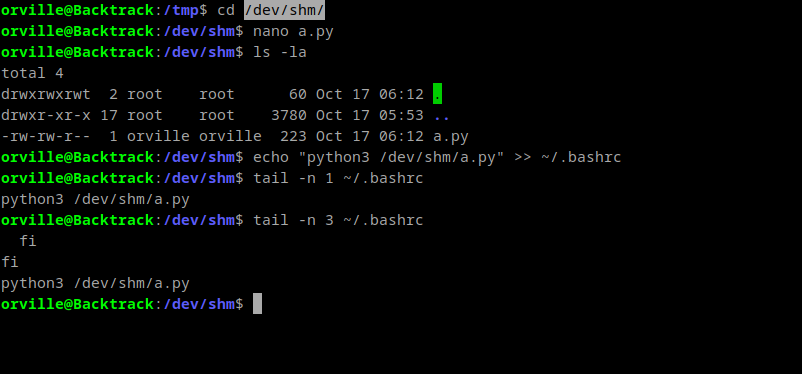 orville@Backtrack:/tmp$ cd /dev/shm/
orville@Backtrack:/dev/shm$ nano a.py
orville@Backtrack:/dev/shm$ ls -la
total 4
drwxrwxrwt  2 root    root      60 Oct 17 06:12 .
drwxr-xr-x 17 root    root    3780 Oct 17 05:53 ..
-rw-rw-r--  1 orville orville  223 Oct 17 06:12 a.py
orville@Backtrack:/dev/shm$ echo "python3 /dev/shm/a.py" >> ~/.bashrc
orville@Backtrack:/dev/shm$ tail -n 1 ~/.bashrc
python3 /dev/shm/a.py
orville@Backtrack:/dev/shm$ tail -n 3 ~/.bashrc
  fi
fi
python3 /dev/shm/a.py
orville@Backtrack:/dev/shm$